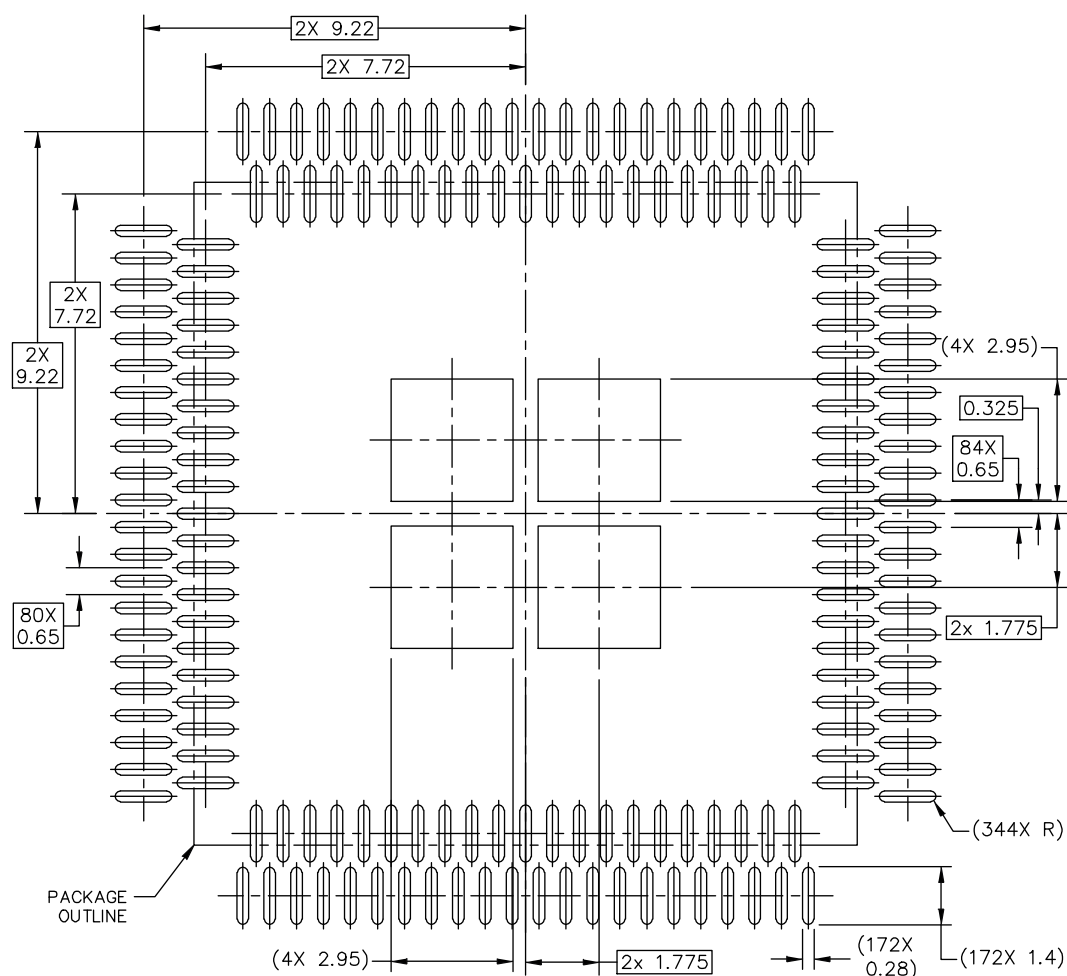 2X 9.22
2X 7.72
2X
7.72
2X
9.22
(4X 2.95)
0.325
84X
0.65
80X
0.65
2x 1.775
(344X R)
PACKAGE
OUTLINE
(4X 2.95)
2x 1.775
(172X
0.28)
(172X 1.4)